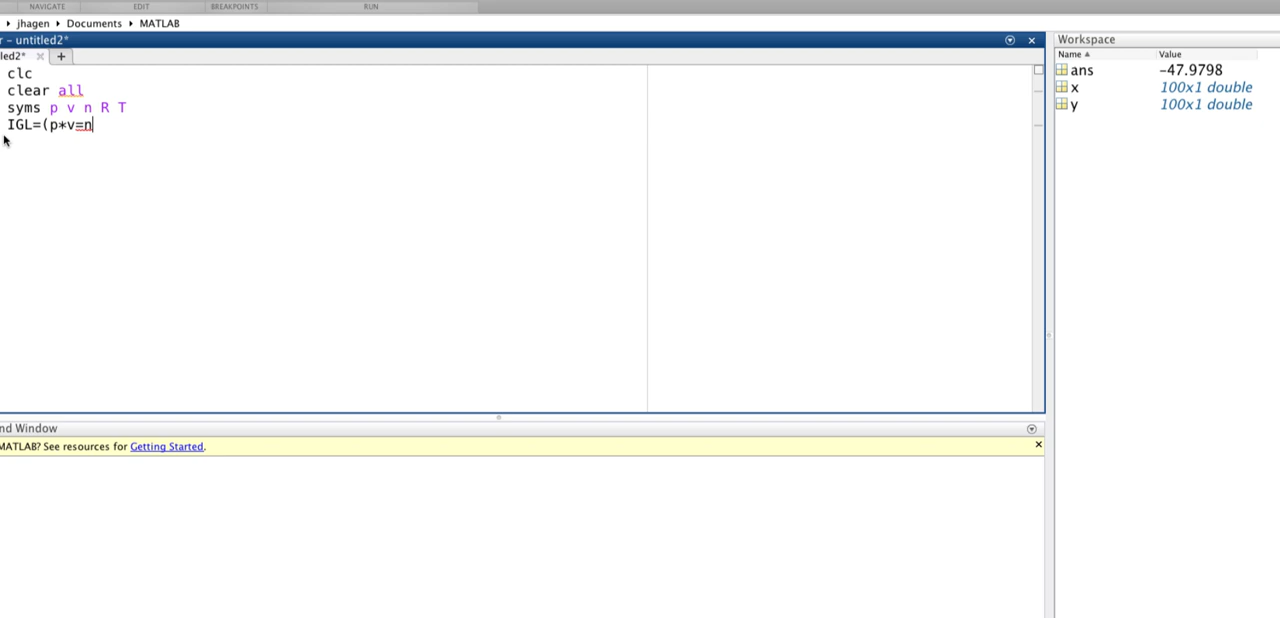 NAVIGATE EDIT BREAKPOINTS RUN
jhagen Documents MATLAB
r - untitled2*
led2* × +
clc
clear all
syms p v n R T
IGL=(p*v=n
nd Window
MATLAB? See resources for Getting Started.
Workspace
Name Value
ans -47.9798
x 100x1 double
y 100x1 double